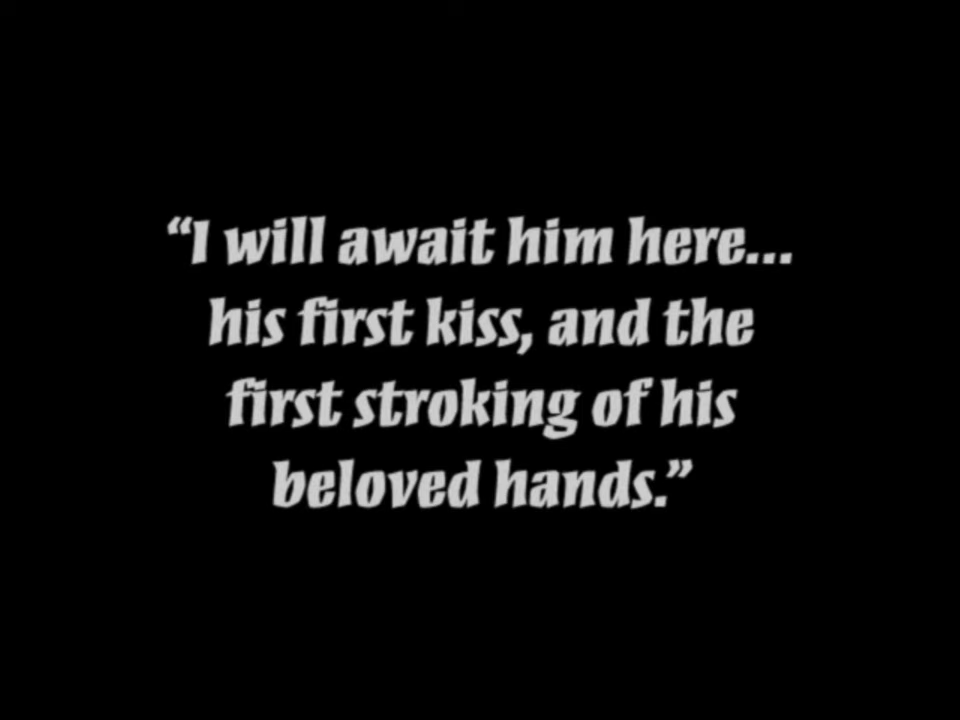 “I will await him here...
his first kiss, and the
first stroking of his
beloved hands.”